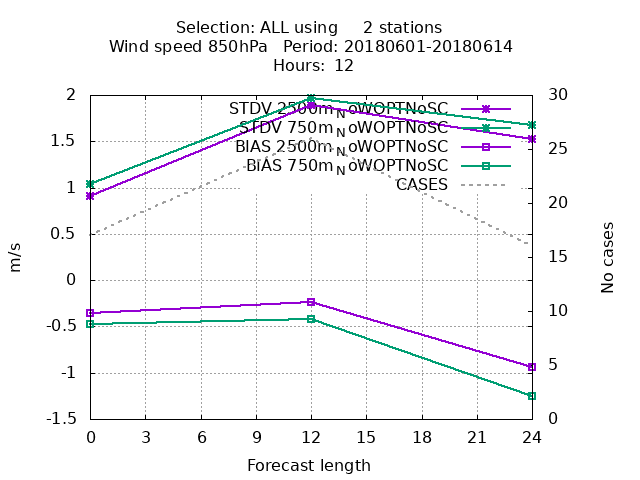 Selection: ALL using 2 stations
Wind speed 850hPa Period: 20180601-20180614
Hours: 12
STDV 2500m_NoWOPTNoSC
STDV 750m_NoWOPTNoSC
BIAS 2500m_NoWOPTNoSC
BIAS 750m_NoWOPTNoSC
CASES
2
1.5
1
0.5
0
-0.5
-1
-1.5
m/s
30
25
20
15
10
5
0
No cases
0 3 6 9 12 15 18 21 24
Forecast length